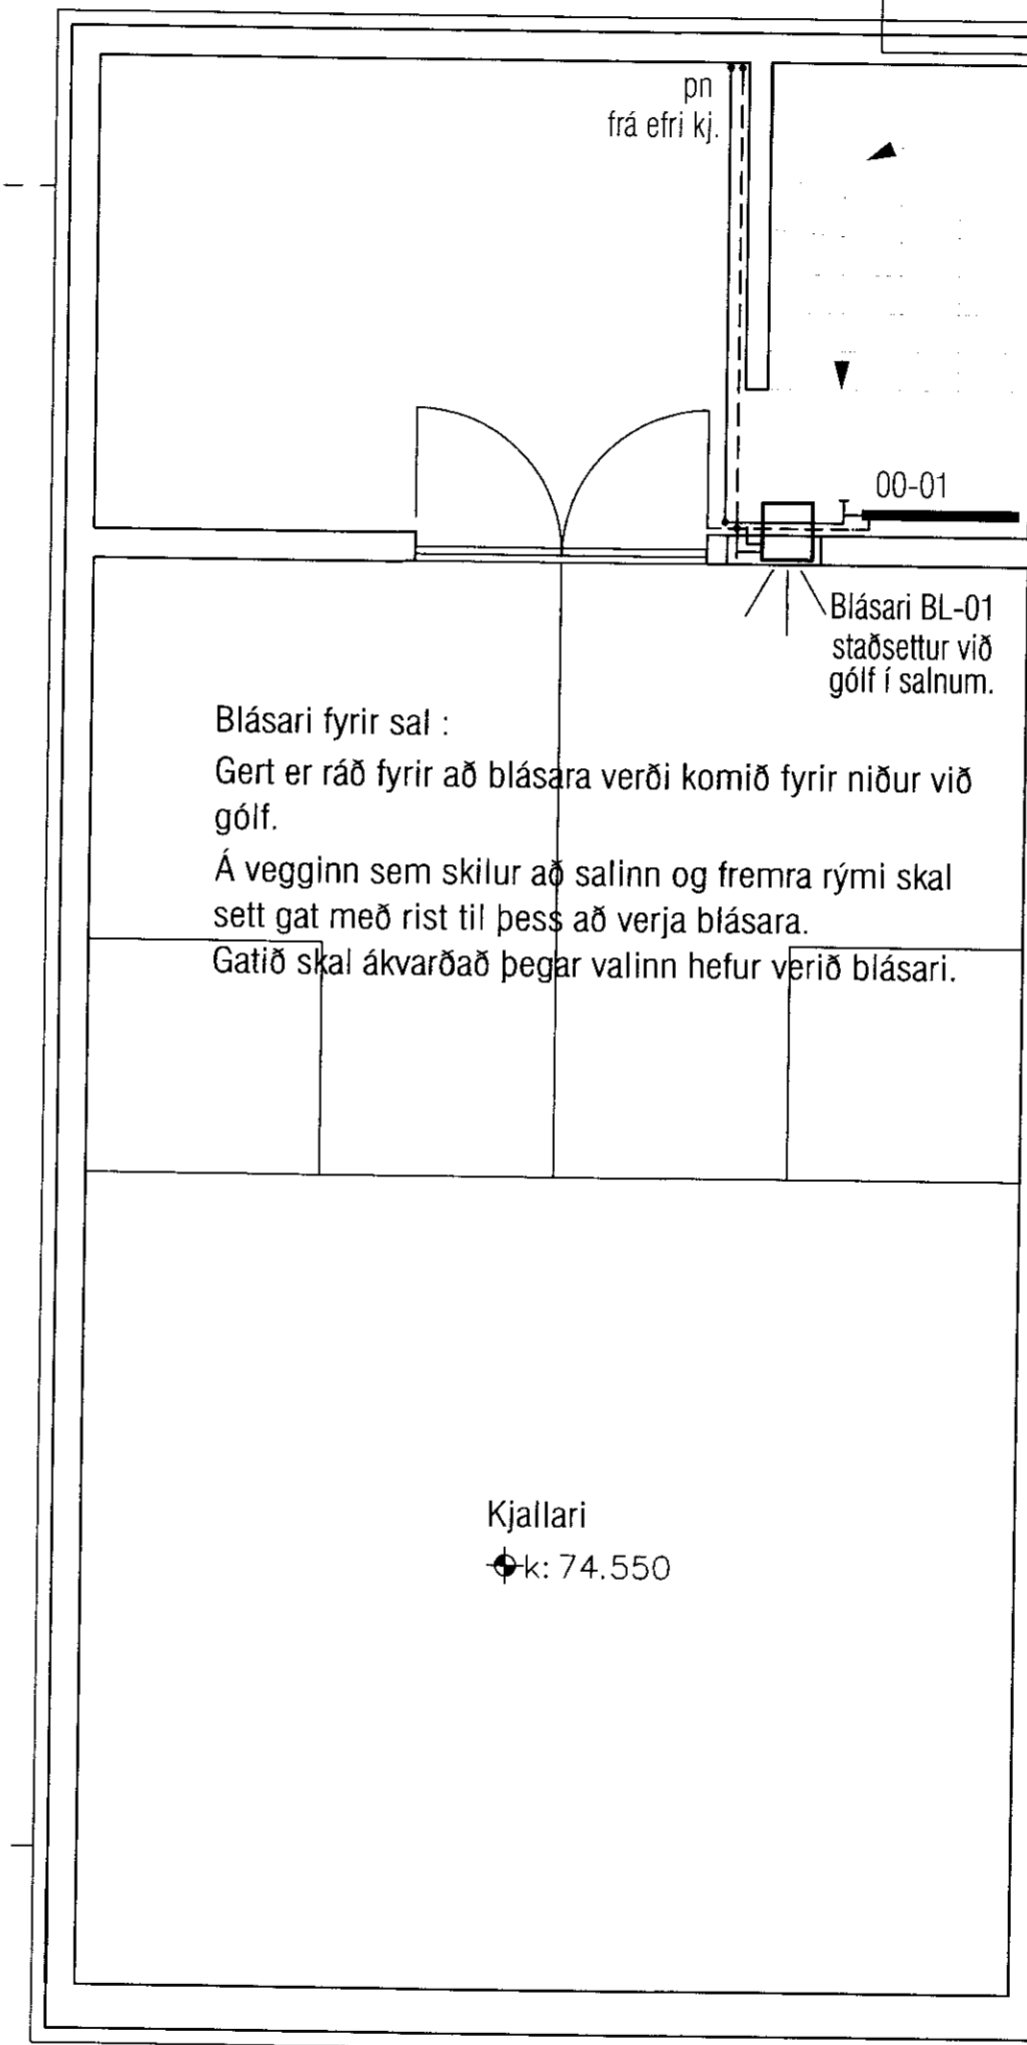 pn
frá efri kj.
00-01
Blásari BL-01
staðsettur við
gólf í salnum.
Blásari fyrir sal :
Gert er ráð fyrir að blásara verði komið fyrir niður við
gólf.
Á vegginn sem skilur að salinn og fremra rými skal
sett gat með rist til þess að verja blásara.
Gatið skal ákvarðað þegar valinn hefur verið blásari.
Kjallari
k: 74.550